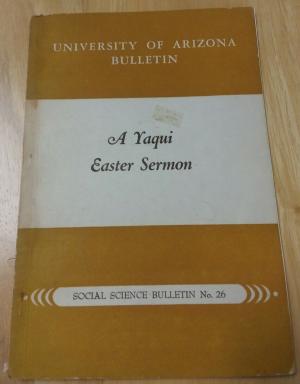 UNIVERSITY OF ARIZONA
BULLETIN
A Yaqui
Easter Sermon
SOCIAL SCIENCE BULLETIN No. 26